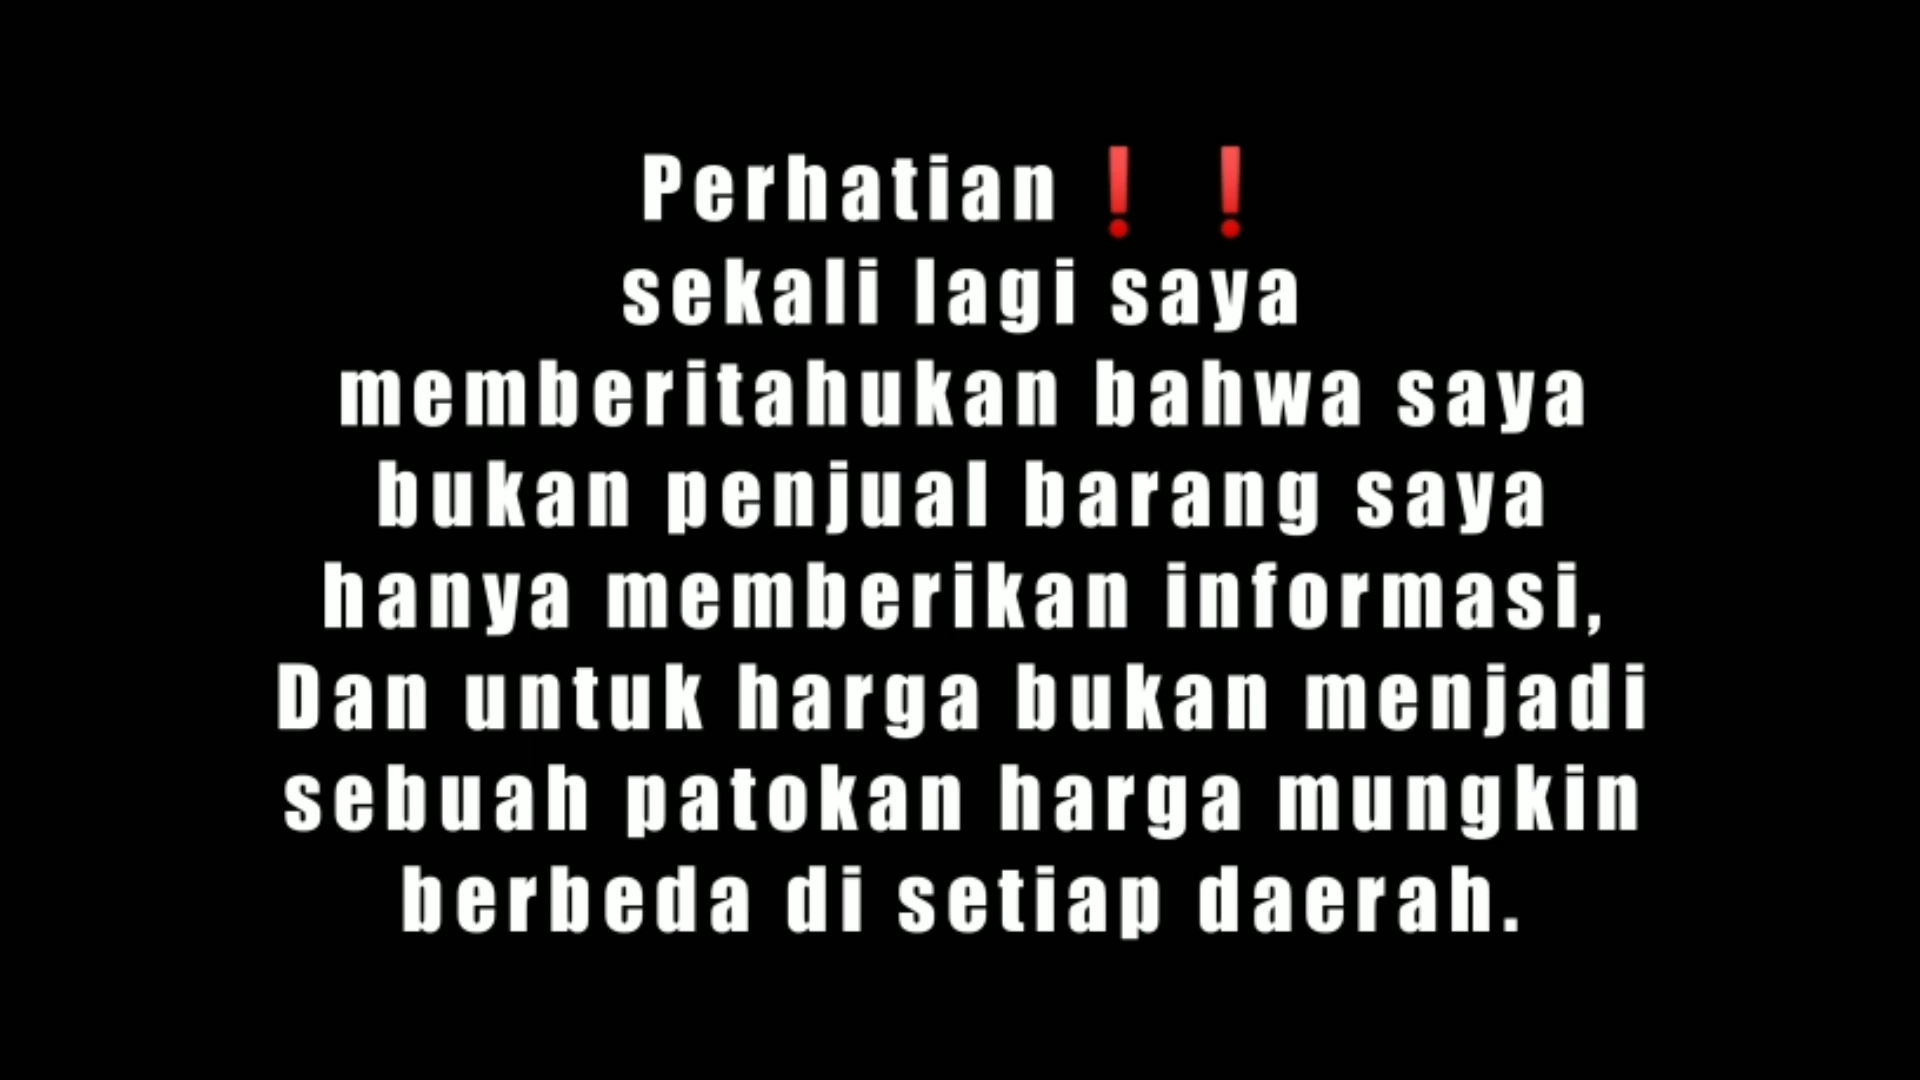 Perhatian❗❗
sekali lagi saya
memberitahukan bahwa saya
bukan penjual barang saya
hanya memberikan informasi,
Dan untuk harga bukan menjadi
sebuah patokan harga mungkin
berbeda di setiap daerah.